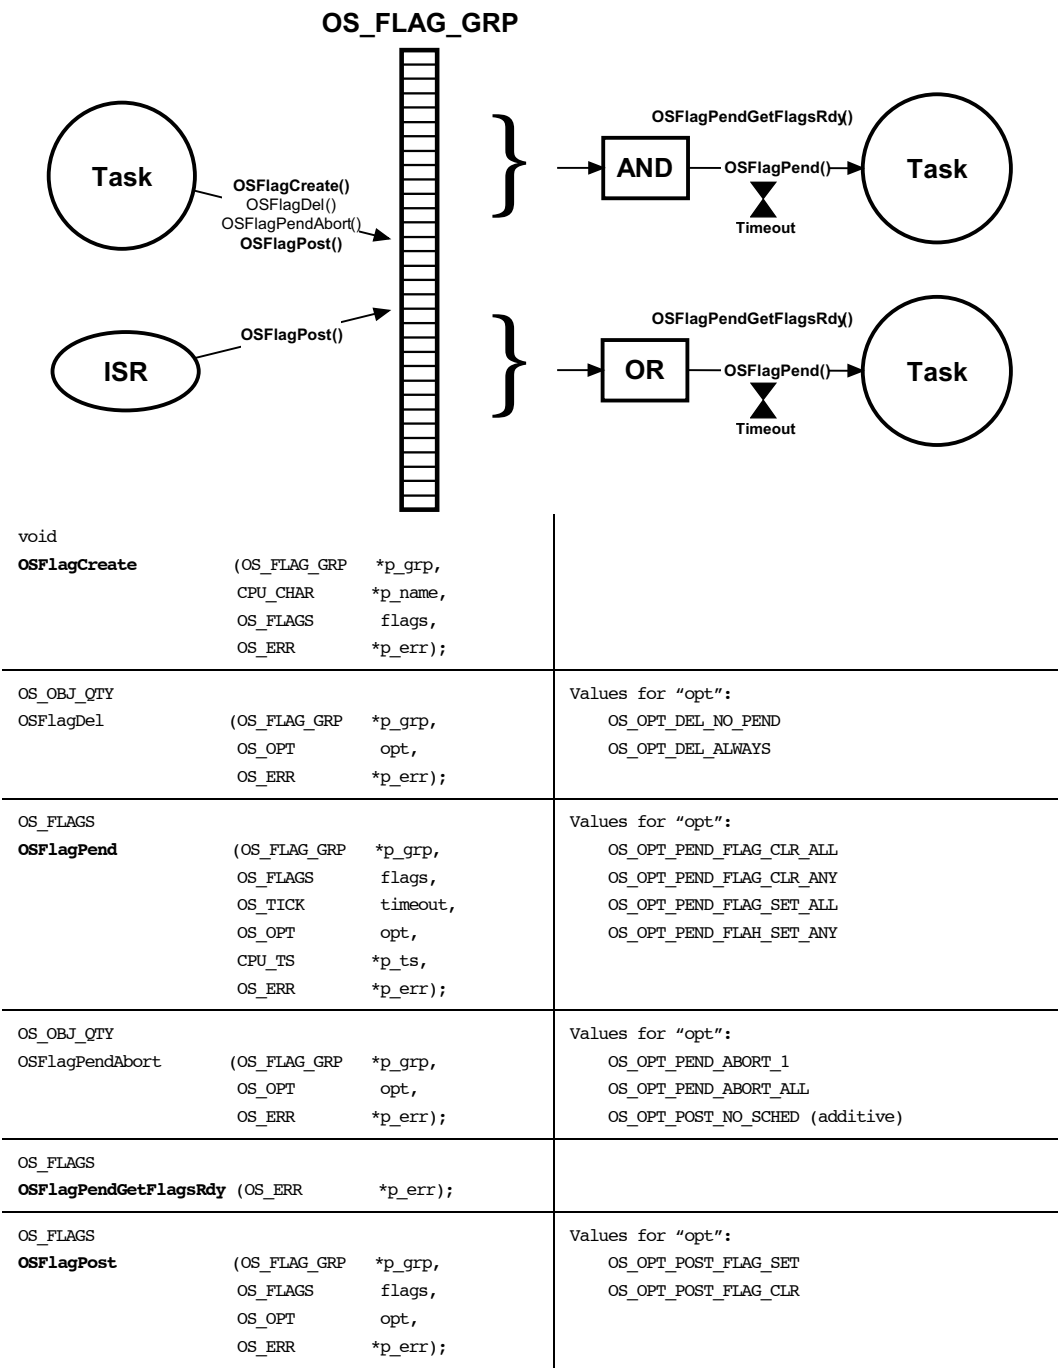 OS_FLAG_GRP
Task
OSFlagCreate()
OSFlagDel()
OSFlagPendAbort()
OSFlagPost()
ISR
OSFlagPost()
}
OSFlagPendGetFlagsRdy()
AND
OSFlagPend()
Timeout
Task
}
OSFlagPendGetFlagsRdy()
OR
OSFlagPend()
Timeout
Task
void
OSFlagCreate (OS_FLAG_GRP *p_grp,
CPU_CHAR *p_name,
OS_FLAGS flags,
OS_ERR *p_err);
OS_OBJ_QTY
OSFlagDel (OS_FLAG_GRP *p_grp,
OS_OPT opt,
OS_ERR *p_err);
Values for “opt”:
OS_OPT_DEL_NO_PEND
OS_OPT_DEL_ALWAYS
OS_FLAGS
OSFlagPend (OS_FLAG_GRP *p_grp,
OS_FLAGS flags,
OS_TICK timeout,
OS_OPT opt,
CPU_TS *p_ts,
OS_ERR *p_err);
Values for “opt”:
OS_OPT_PEND_FLAG_CLR_ALL
OS_OPT_PEND_FLAG_CLR_ANY
OS_OPT_PEND_FLAG_SET_ALL
OS_OPT_PEND_FLAH_SET_ANY
OS_OBJ_QTY
OSFlagPendAbort (OS_FLAG_GRP *p_grp,
OS_OPT opt,
OS_ERR *p_err);
Values for “opt”:
OS_OPT_PEND_ABORT_1
OS_OPT_PEND_ABORT_ALL
OS_OPT_POST_NO_SCHED (additive)
OS_FLAGS
OSFlagPendGetFlagsRdy (OS_ERR *p_err);
OS_FLAGS
OSFlagPost (OS_FLAG_GRP *p_grp,
OS_FLAGS flags,
OS_OPT opt,
OS_ERR *p_err);
Values for “opt”:
OS_OPT_POST_FLAG_SET
OS_OPT_POST_FLAG_CLR